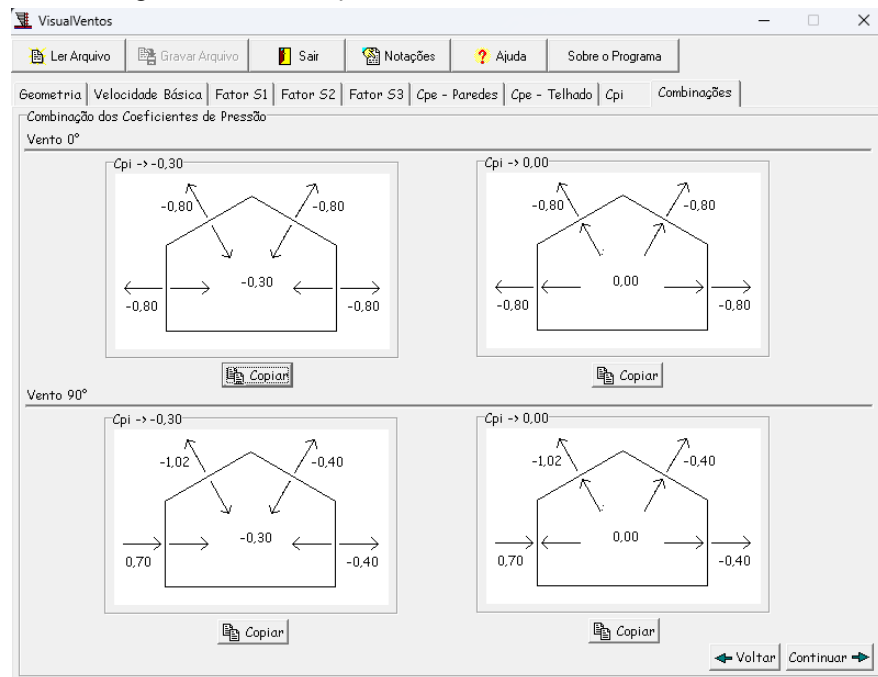 VisualVentos
Ler Arquivo Gravar Arquivo Sair Notações ? Ajuda Sobre o Programa
Geometria Velocidade Básica Fator S1 Fator S2 Fator S3 Cpe - Paredes Cpe - Telhado Cpi Combinações
Combinação dos Coeficientes de Pressão
Vento 0°
Cpi -> -0,30 Cpi -> 0,00
-0,80 -0,80 -0,80 -0,80
-0,30 0,00
-0,80 -0,80 -0,80 -0,80
Copiar Copiar
Vento 90°
Cpi -> -0,30 Cpi -> 0,00
-1,02 -0,40 -1,02 -0,40
-0,30 0,00
0,70 -0,40 0,70 -0,40
Copiar Copiar
Voltar Continuar